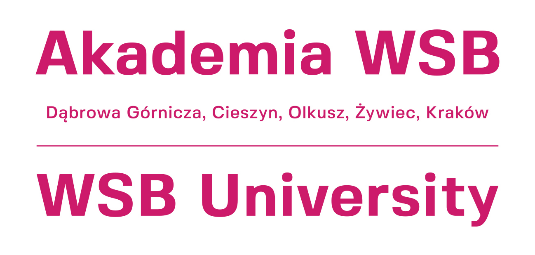 Akademia WSB
Dąbrowa Górnicza, Cieszyn, Olkusz, Żywiec, Kraków
WSB University